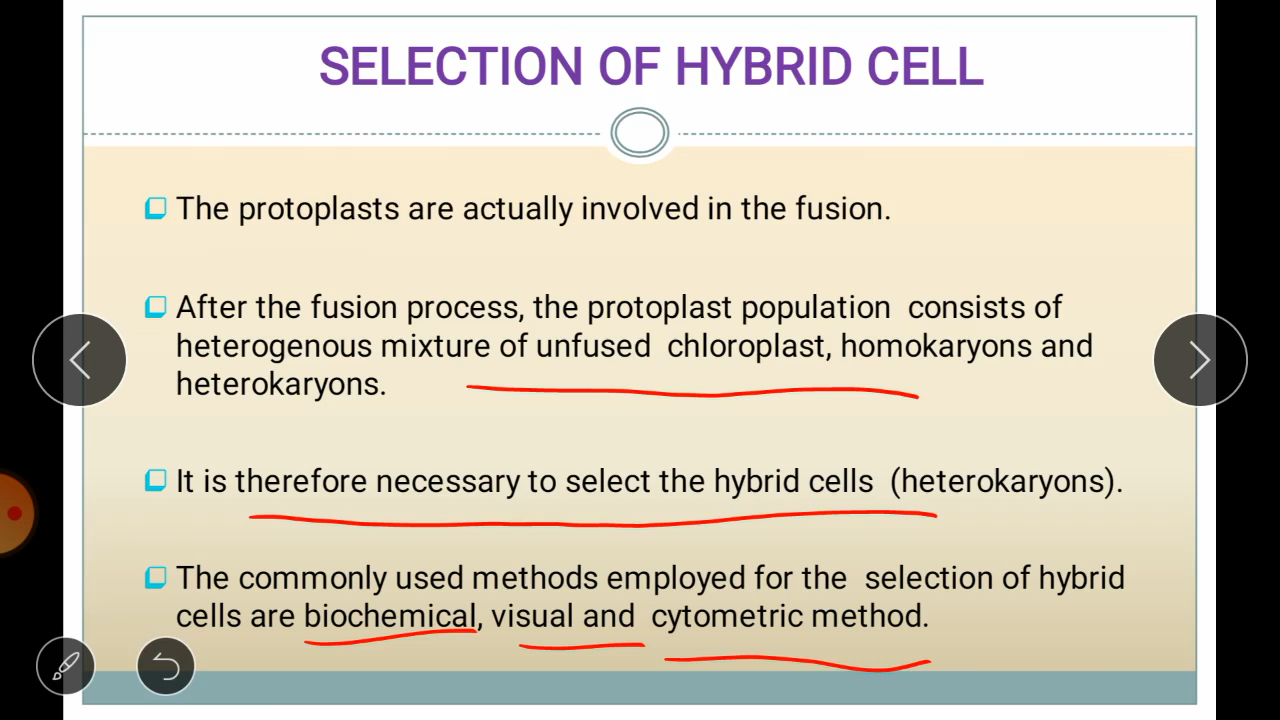 SELECTION OF HYBRID CELL
The protoplasts are actually involved in the fusion.
After the fusion process, the protoplast population consists of
heterogenous mixture of unfused chloroplast, homokaryons and
heterokaryons.
It is therefore necessary to select the hybrid cells (heterokaryons).
The commonly used methods employed for the selection of hybrid
cells are biochemical, visual and cytometric method.